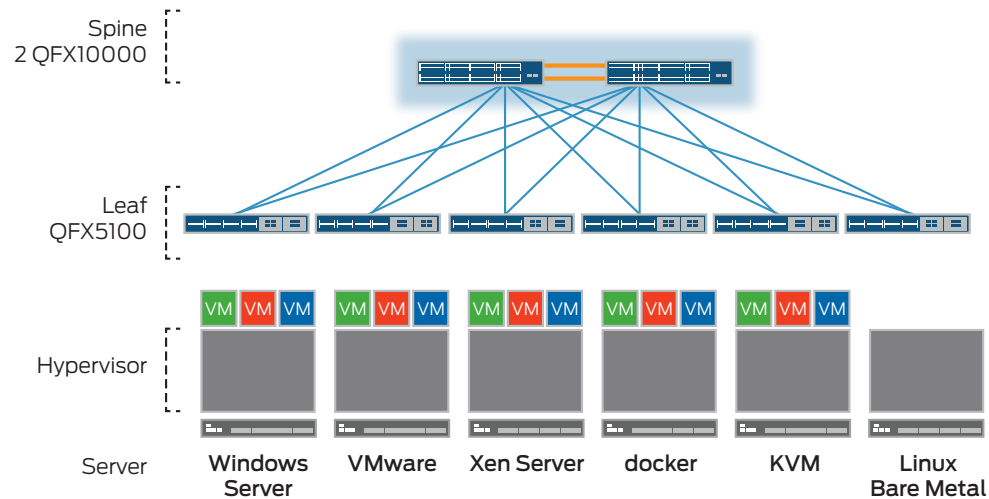 Spine
2 QFX10000
Leaf
QFX5100
VM VM VM VM VM VM VM VM VM VM VM VM VM VM VM
Hypervisor
Server
Windows
Server
VMware
Xen Server
docker
KVM
Linux
Bare Metal